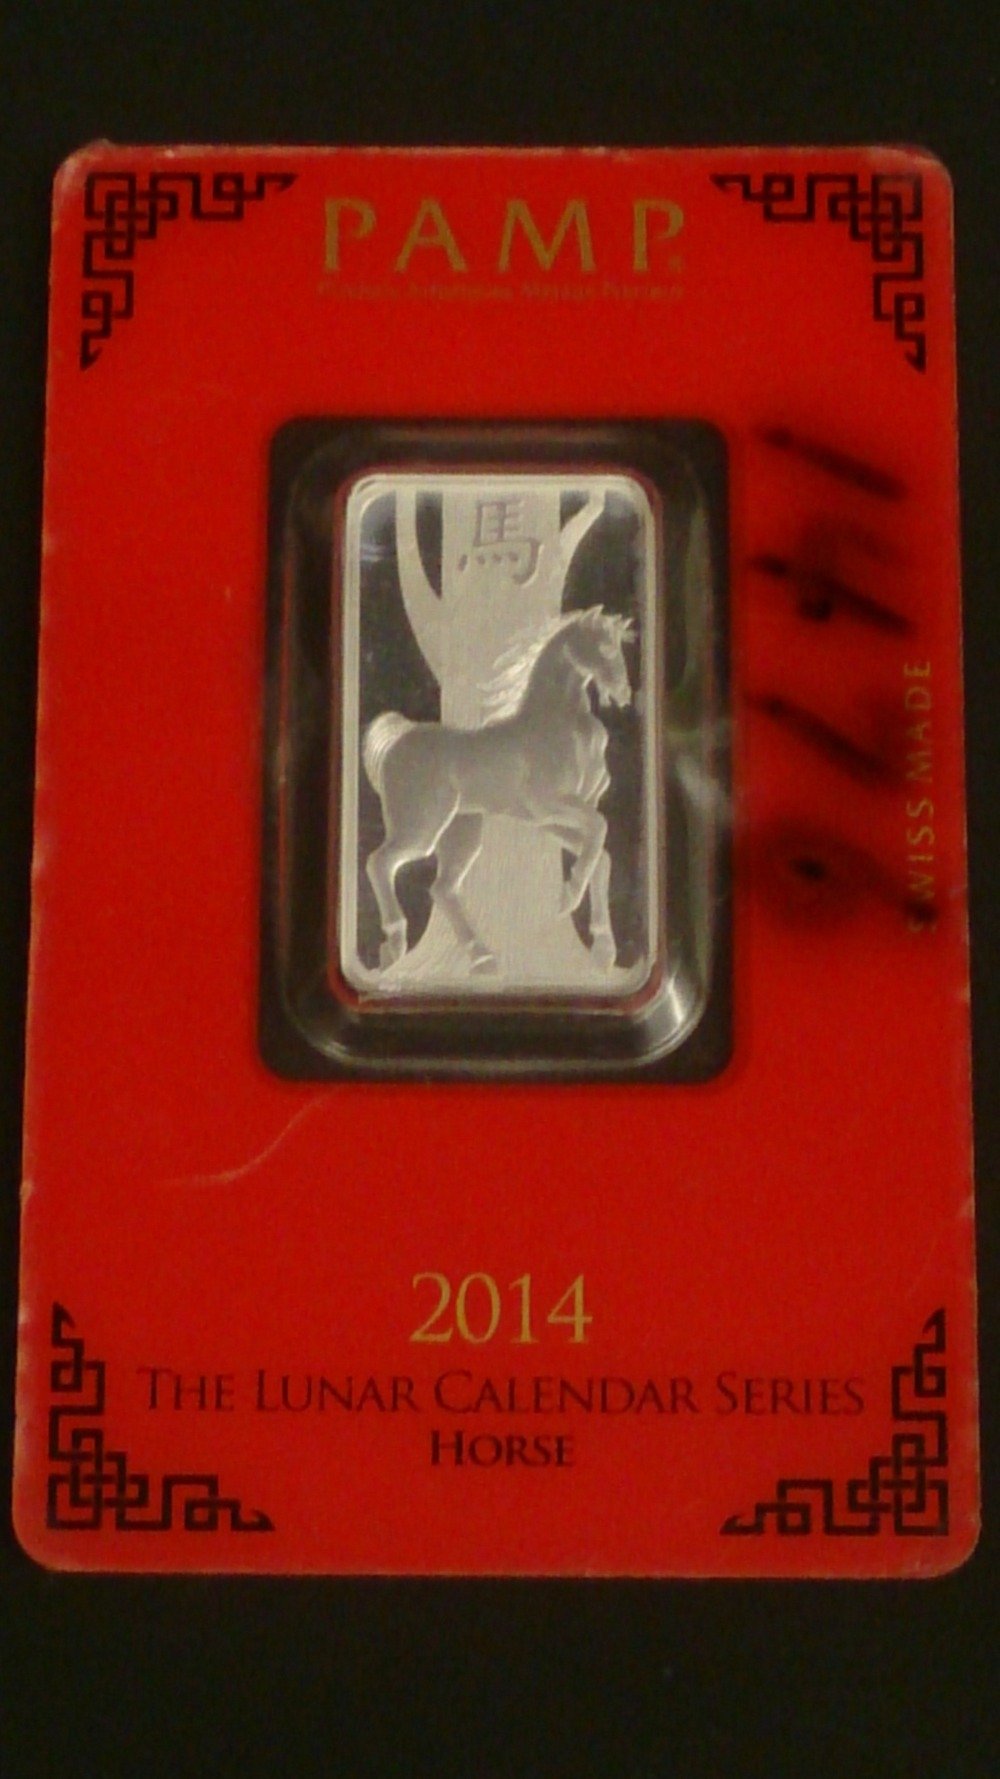 PAMP
馬
SWISS MADE
2014
THE LUNAR CALENDAR SERIES
HORSE